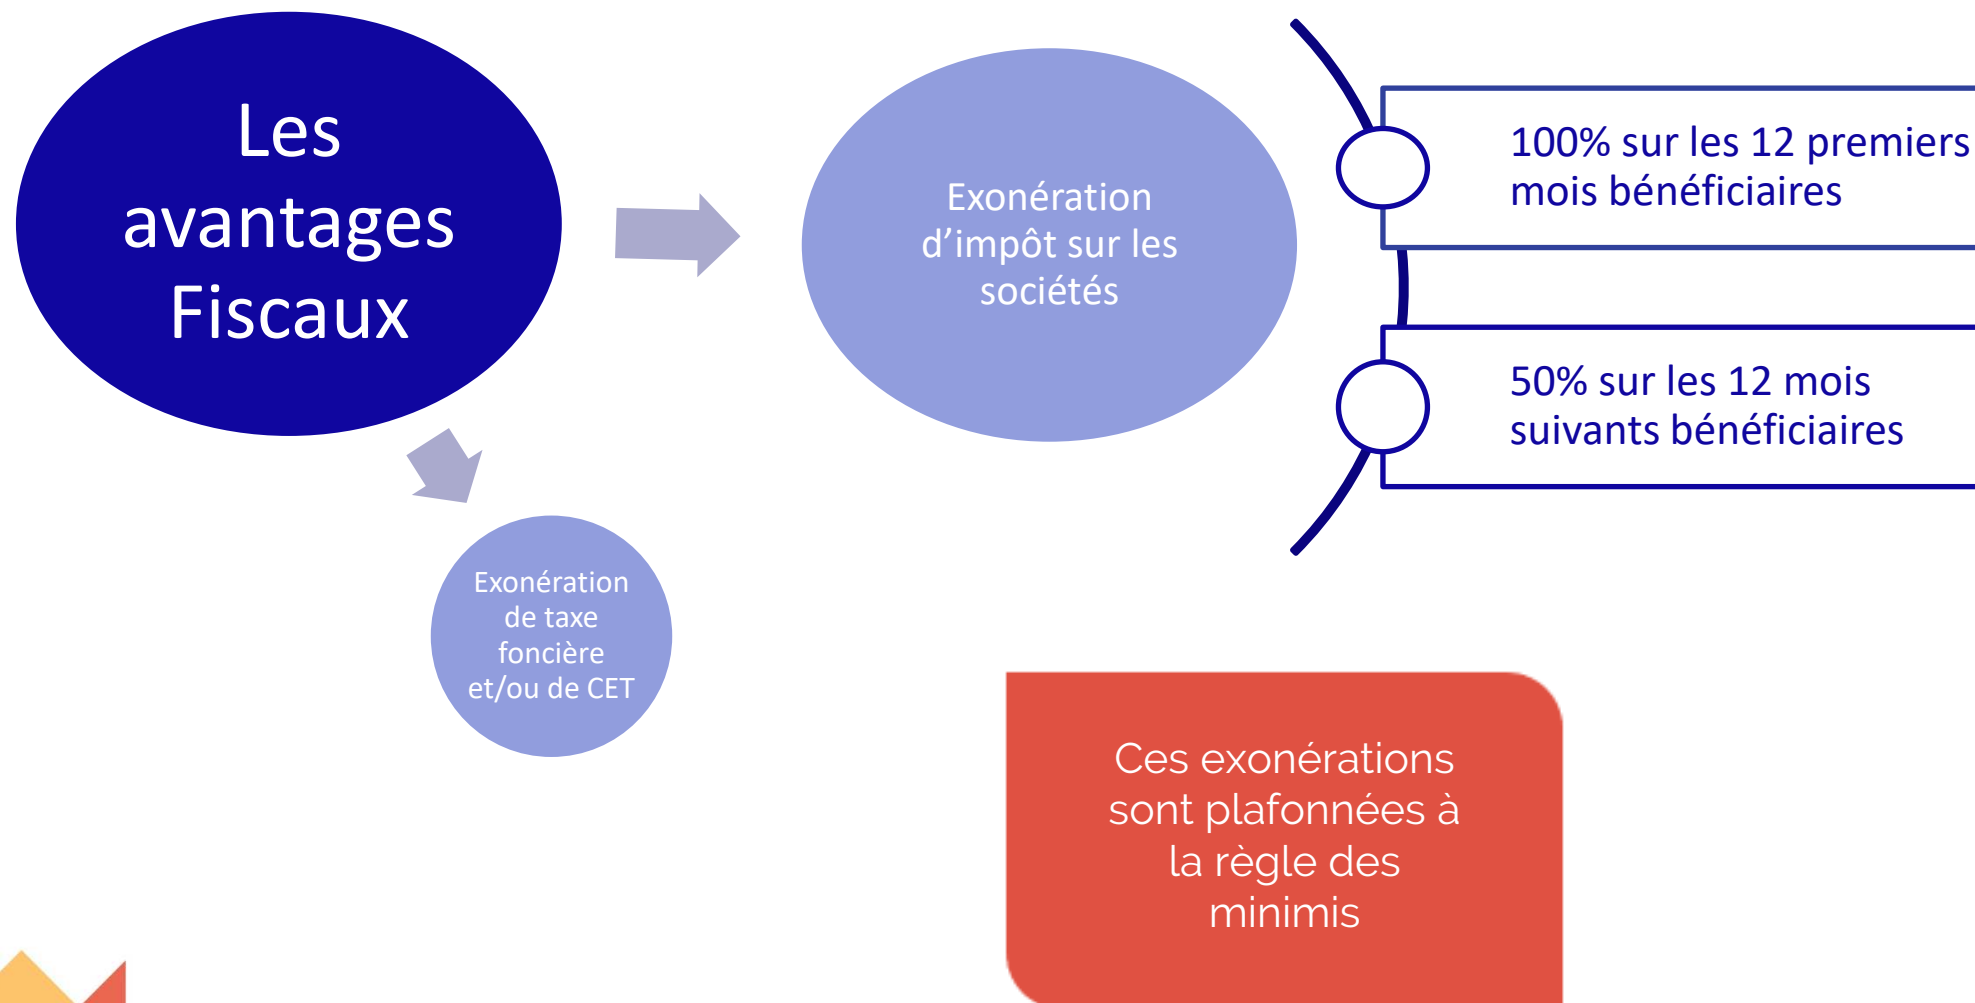 Les
avantages
Fiscaux
Exonération
d’impôt sur les
sociétés
100% sur les 12 premiers
mois bénéficiaires
50% sur les 12 mois
suivants bénéficiaires
Exonération
de taxe
foncière
et/ou de CET
Ces exonérations
sont plafonnées à
la règle des
minimis